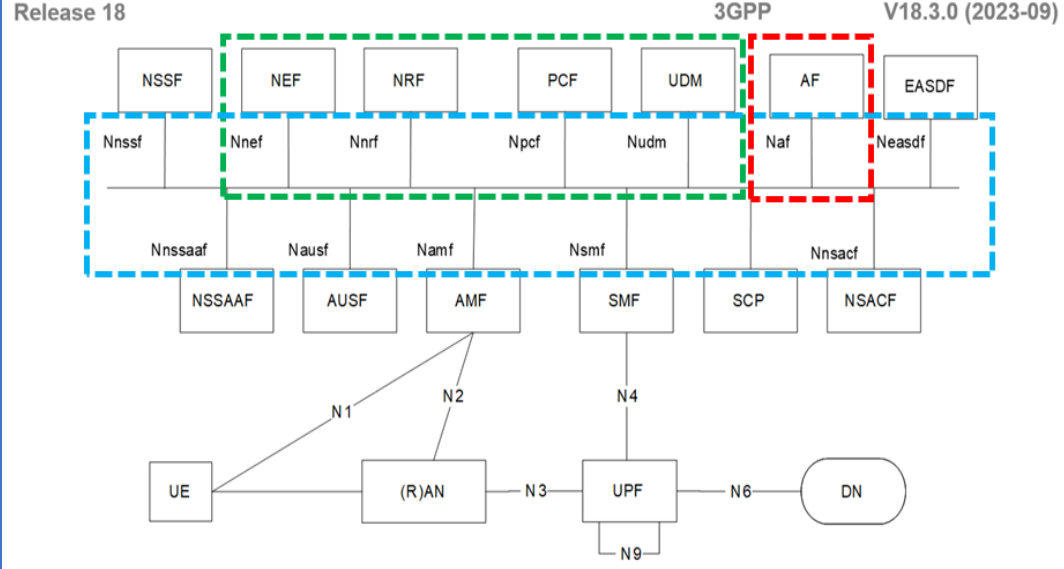 Release 18 3GPP V18.3.0 (2023-09)
NSSF NEF NRF PCF UDM AF EASDF
Nnssf Nnef Nnrf Npcf Nudm Naf Neasdf
Nnssaaf Nausf Namf Nsmf Nnsacf
NSSAAF AUSF AMF SMF SCP NSACF
N1 N2 N4
UE (R)AN N3 UPF N6 DN
N9